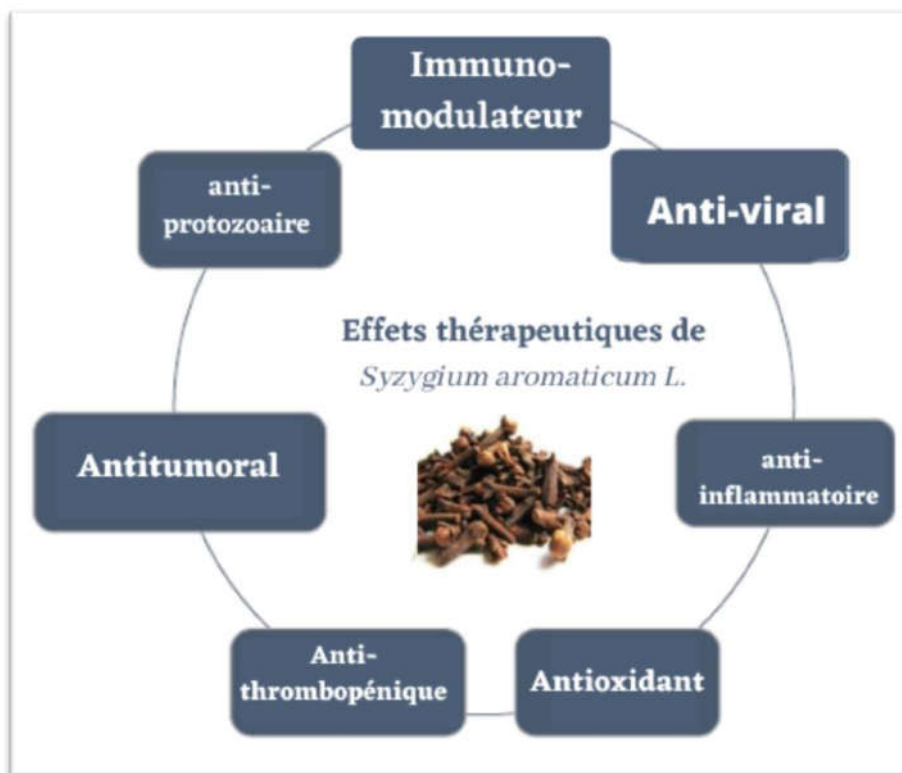 Immuno-
modulateur
Anti-viral
anti-
inflammatoire
Antioxidant
Anti-
thrombopénique
Antitumoral
anti-
protozoaire
Effets thérapeutiques de
Syzygium aromaticum L.